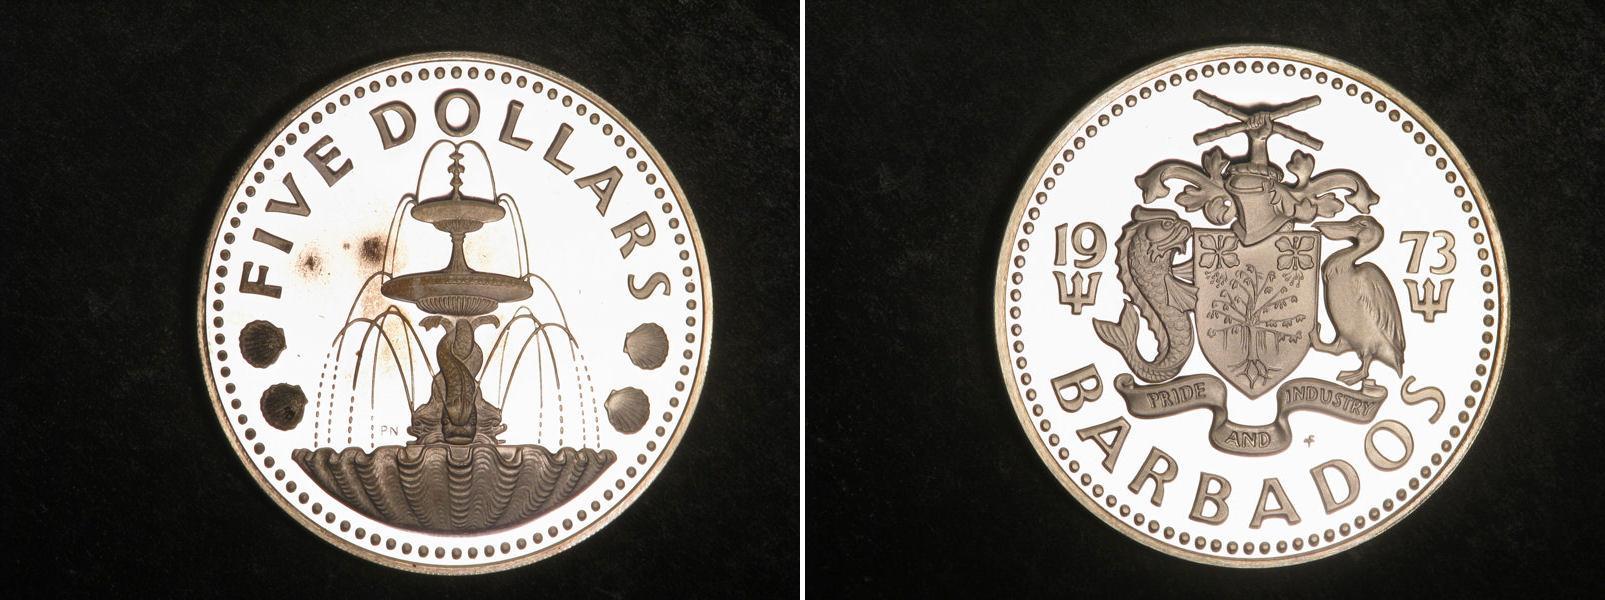 FIVE DOLLARS
PN
19 73
PRIDE AND INDUSTRY
BARBADOS